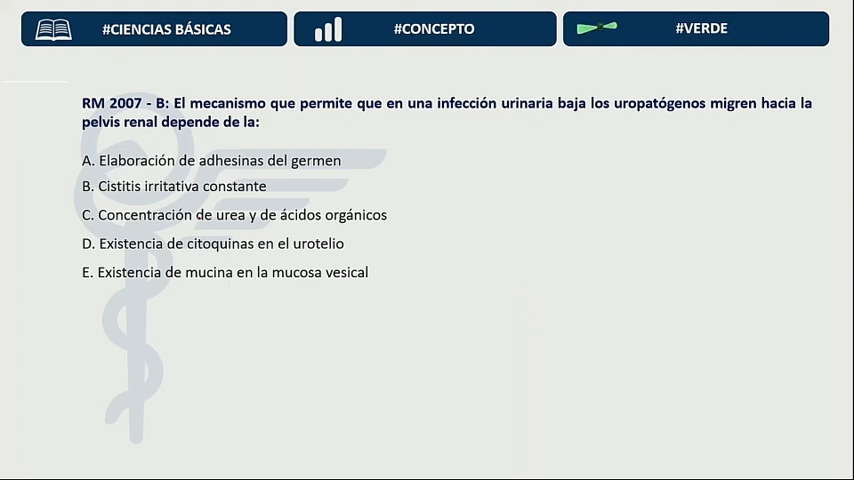 #CIENCIAS BÁSICAS
#CONCEPTO
#VERDE
RM 2007 - B: El mecanismo que permite que en una infección urinaria baja los uropatógenos migren hacia la
pelvis renal depende de la:
A. Elaboración de adhesinas del germen
B. Cistitis irritativa constante
C. Concentración de urea y de ácidos orgánicos
D. Existencia de citoquinas en el urotelio
E. Existencia de mucina en la mucosa vesical